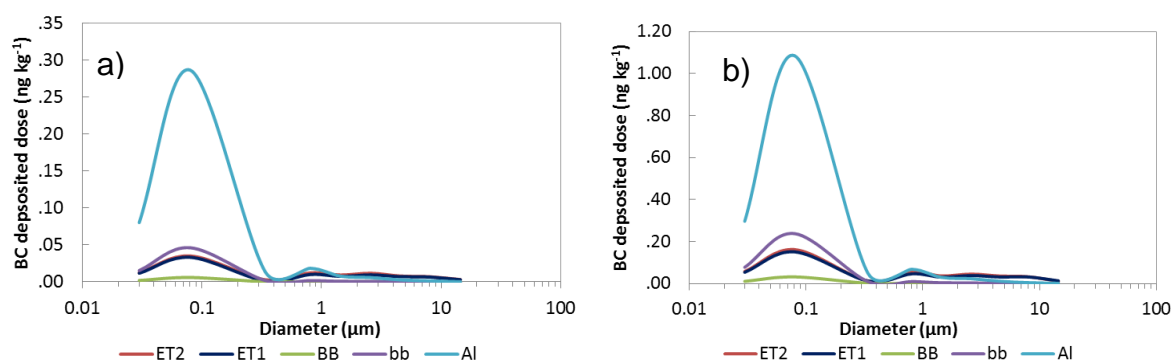 a)
BC depsosited dose (ng kg-1)
.35
.30
.25
.20
.15
.10
.05
.00
0.01 0.1 1 10 100
Diameter (µm)
ET2 ET1 BB bb Al
b)
BC depsosited dose (ng kg-1)
1.20
1.00
.80
.60
.40
.20
.00
0.01 0.1 1 10 100
Diameter (µm)
ET2 ET1 BB bb Al